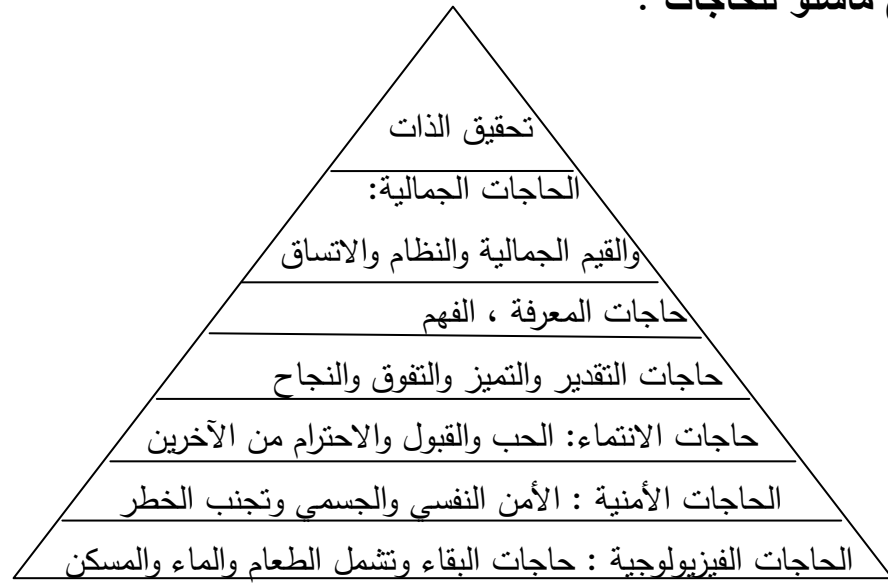 ماسلو للحاجات :
تحقيق الذات
الحاجات الجمالية:
والقيم الجمالية والنظام والاتساق
حاجات المعرفة ، الفهم
حاجات التقدير والتميز والتفوق والنجاح
حاجات الانتماء: الحب والقبول والاحترام من الآخرين
الحاجات الأمنية : الأمن النفسي والجسمي وتجنب الخطر
الحاجات الفيزيولوجية : حاجات البقاء وتشمل الطعام والماء والمسكن